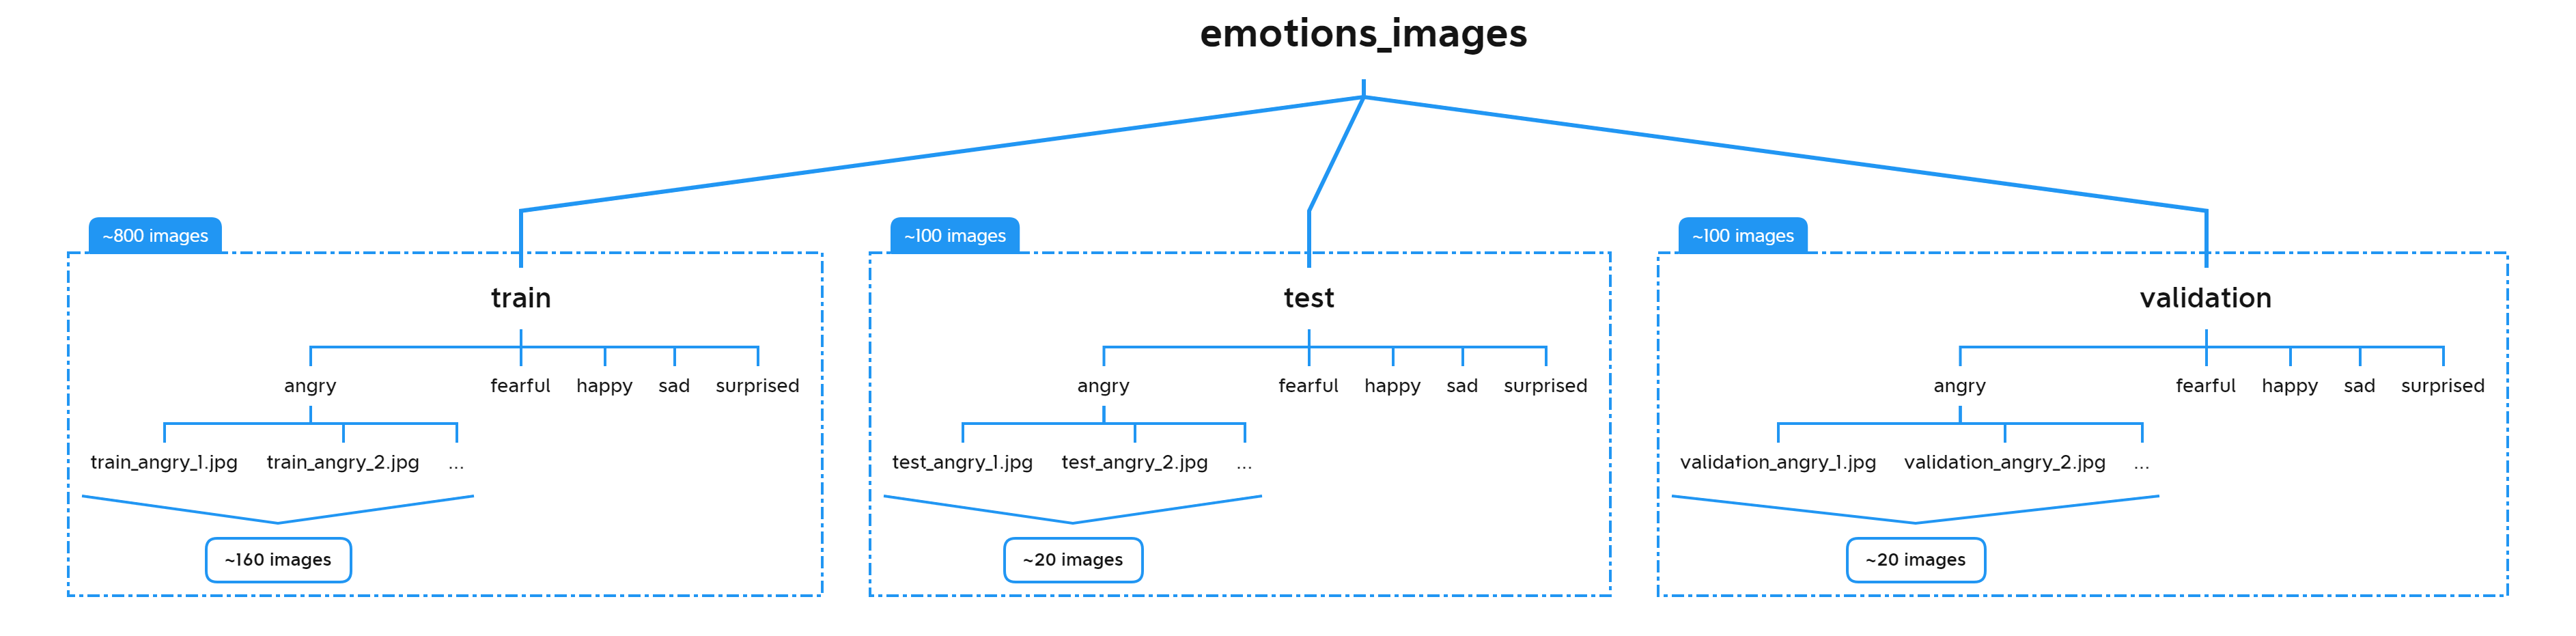 emotions_images
~800 images
~100 images
~100 images
train
test
validation
angry fearful happy sad surprised
angry fearful happy sad surprised
angry fearful happy sad surprised
train_angry_1.jpg train_angry_2.jpg ...
test_angry_1.jpg test_angry_2.jpg ...
validation_angry_1.jpg validation_angry_2.jpg ...
~160 images
~20 images
~20 images